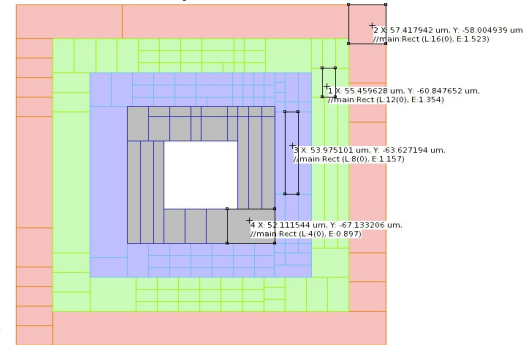 2 X: 57.417942 um, Y: -58.004939 um
//main:Rect (L:16(0), E:1.523)
1 X: 55.459628 um, Y: -60.847652 um,
//main:Rect (L:12(0), E:1.354)
3 X: 53.975101 um, Y: -63.627194 um,
//main:Rect (L:8(0), E:1.157)
4 X: 52.111544 um, Y: -67.133206 um,
//main:Rect (L:4(0), E:0.897)